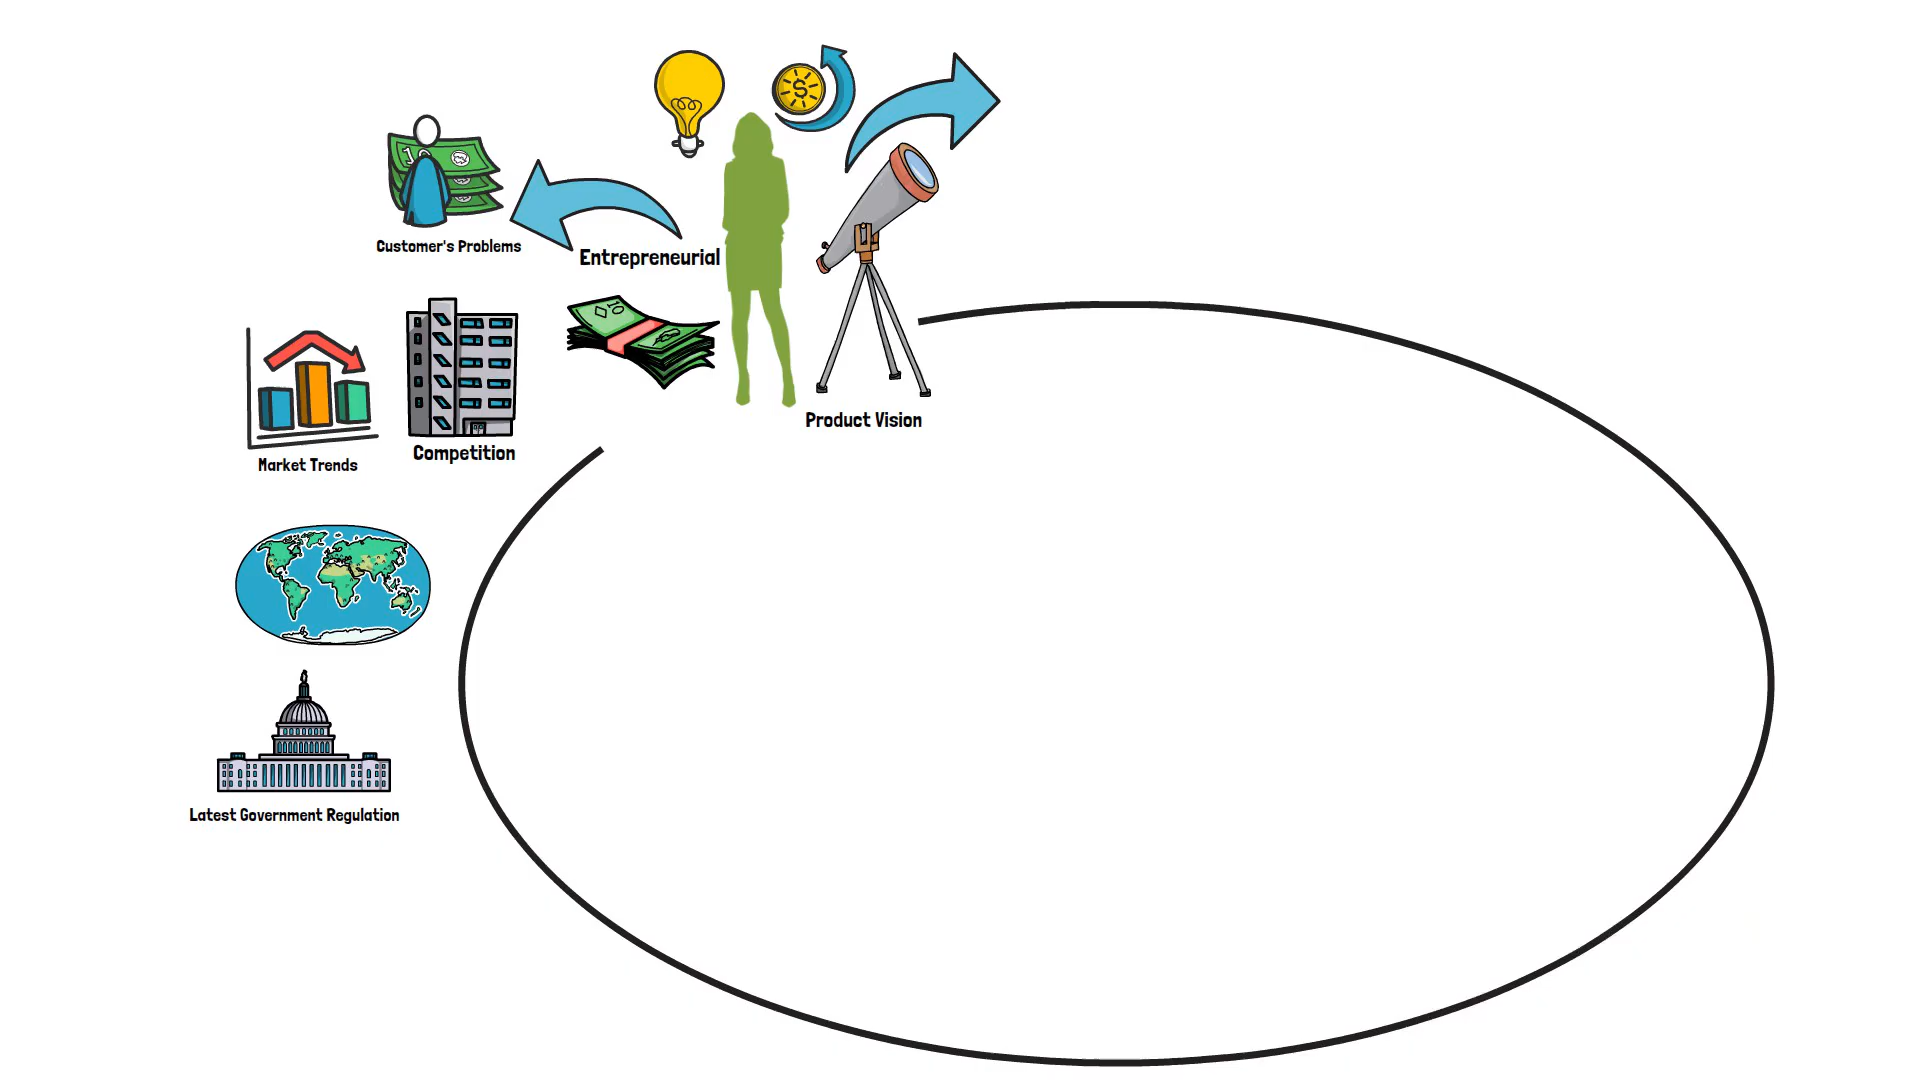 Customer's Problems
Entrepreneurial
Product Vision
Competition
Market Trends
Latest Government Regulation